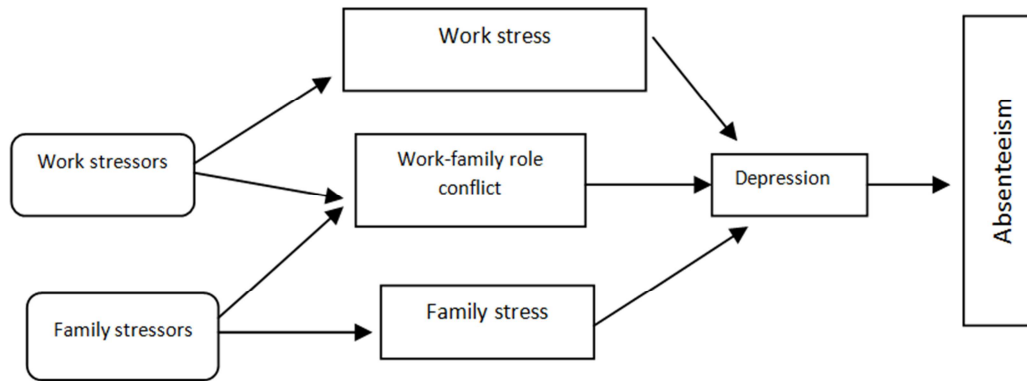 Work stress
Work stressors
Work-family role
conflict
Depression
Absenteeism
Family stressors
Family stress